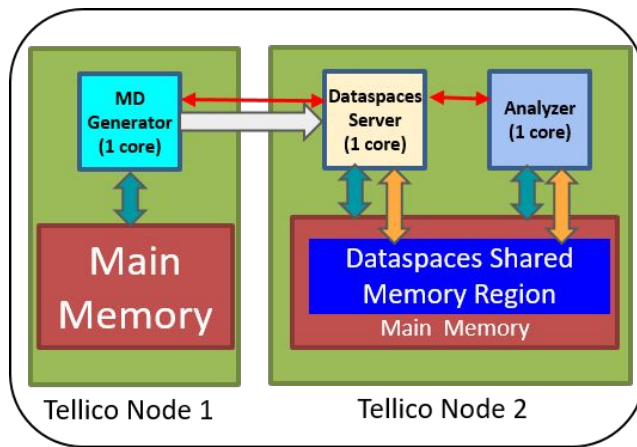 MD
Generator
(1 core)
Dataspaces
Server
(1 core)
Analyzer
(1 core)
Main
Memory
Dataspaces Shared
Memory Region
Main Memory
Tellico Node 1
Tellico Node 2